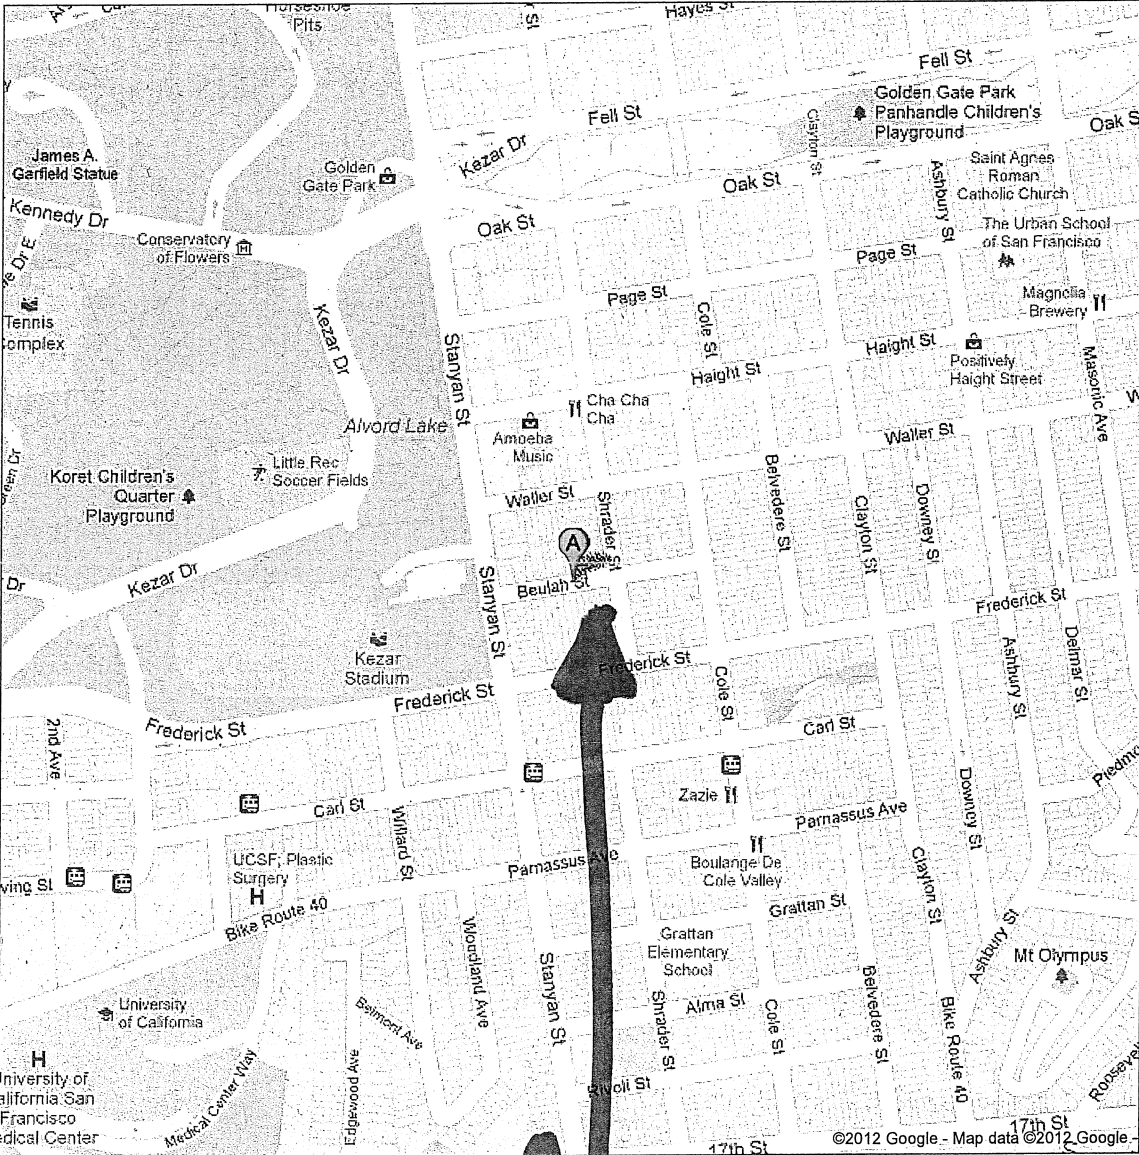 Hayes St
Horseshoe
Pits
Fell St
Golden Gate Park
Panhandle Children's
Playground
Fell St
Clayton St
Oak S
Kezar Dr
James A.
Garfield Statue
Golden
Gate Park
Saint Agnes
Roman
Catholic Church
Ashbury St
Oak St
Kennedy Dr
Oak St
The Urban School
of San Francisco
Conservatory
of Flowers
Page St
Tennis
Complex
Page St
Magnolia
Brewery
Kezar Dr
Cole St
Stanyan St
Haight St
Positively
Haight Street
Masonic Ave
Haight St
Cha Cha
Cha
Alvord Lake
Amoeba
Music
Waller St
Little Rec
Soccer Fields
Koret Children's
Quarter
Playground
Belvedere St
Waller St
Shrader St
Clayton St
Downey St
A
Kezar Dr
Dr
Beulah St
Stanyan St
Frederick St
Kezar
Stadium
Frederick St
Ashbury St
Delmar St
Frederick St
Cole St
Frederick St
2nd Ave
Carl St
Piedmo
Zazie
Carl St
Willard St
Parnassus Ave
Downey St
UCSF: Plastic
Surgery
H
Parnassus Ave
Boulange De
Cole Valley
Clayton St
ving St
Bike Route 40
Grattan St
Woodland Ave
Stanyan St
Grattan
Elementary
School
Ashbury St
Mt Olympus
University
of California
Belmont Ave
Shrader St
Alma St
Cole St
Belvedere St
Bike Route 40
H
University of
California San
Francisco
Medical Center
Medical Center Way
Edgewood Ave
Rivoli St
Roosevel
17th St
17th St
©2012 Google - Map data ©2012 Google -